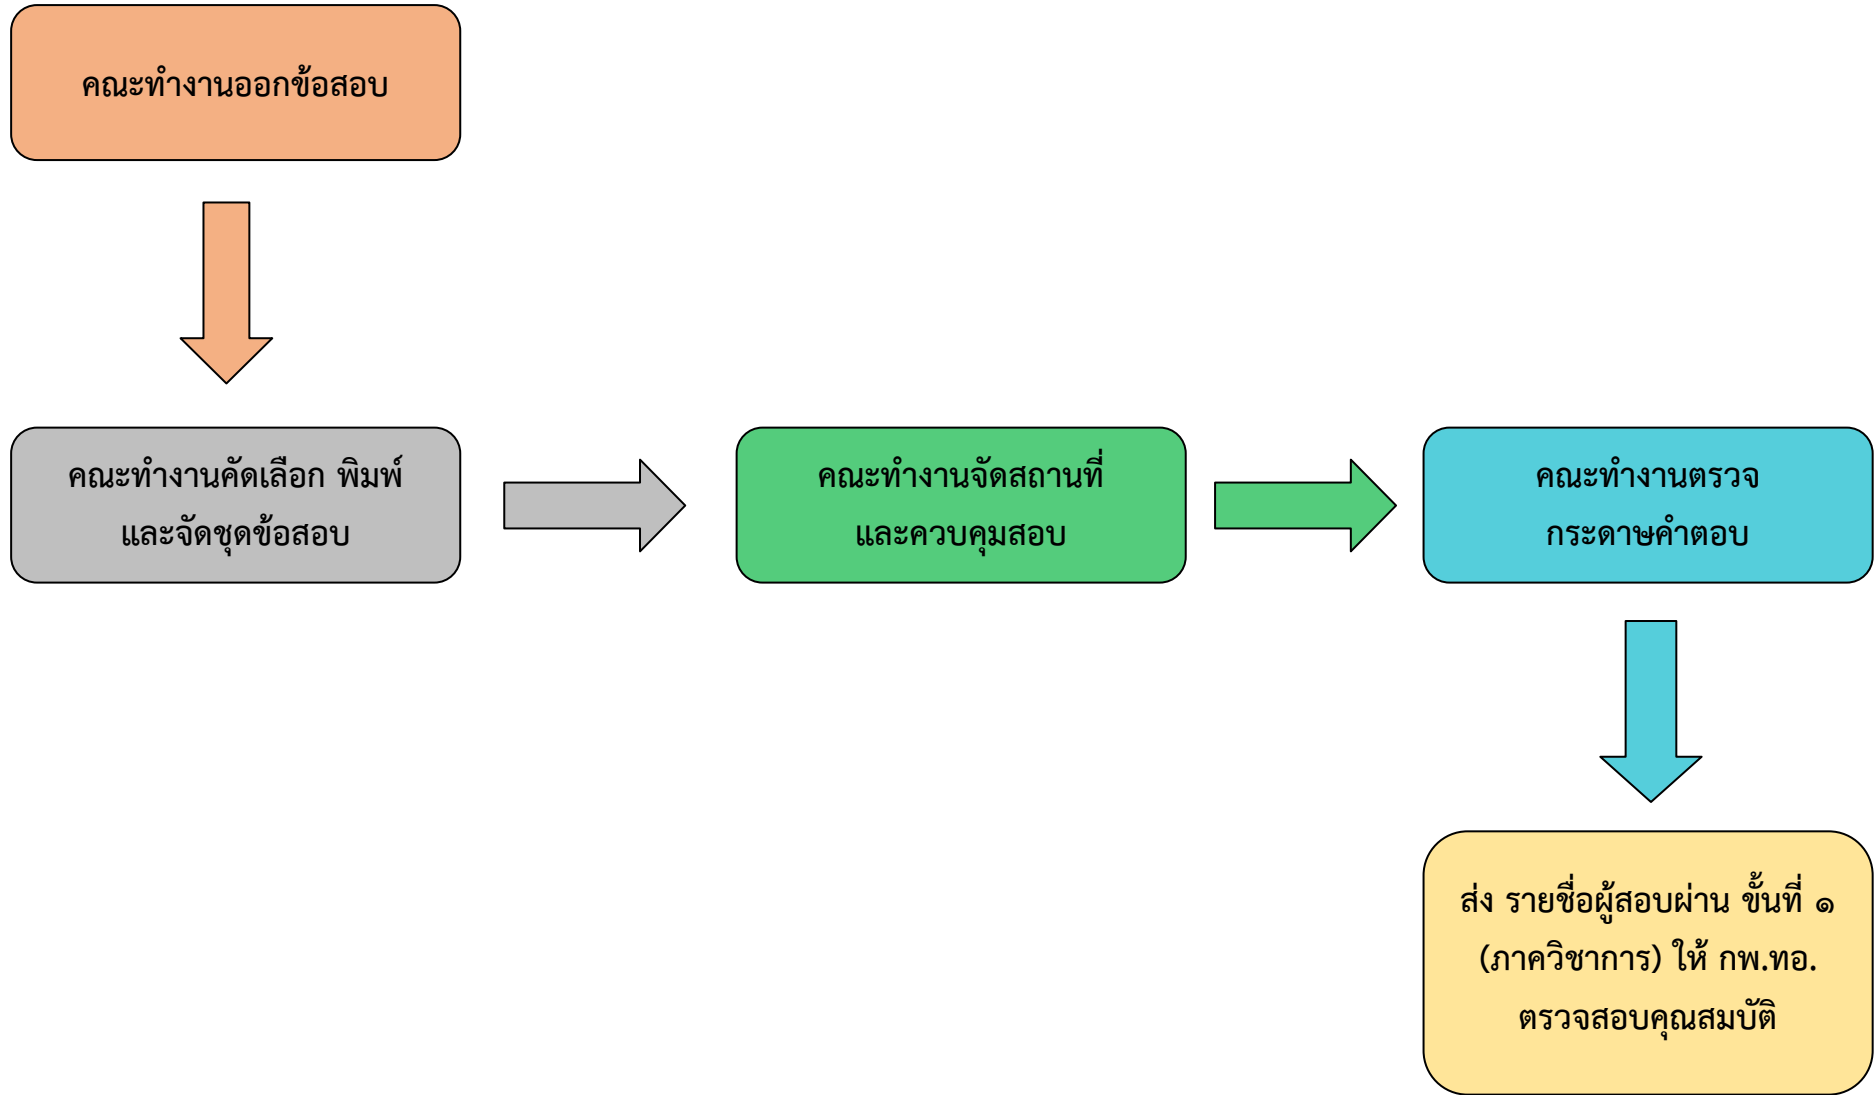 คณะทำงานออกข้อสอบ
คณะทำงานคัดเลือก พิมพ์
และจัดชุดข้อสอบ
คณะทำงานจัดสถานที่
และควบคุมสอบ
คณะทำงานตรวจ
กระดาษคำตอบ
ส่ง รายชื่อผู้สอบผ่าน ขั้นที่ ๑
(ภาควิชาการ) ให้ กพ.ทอ.
ตรวจสอบคุณสมบัติ